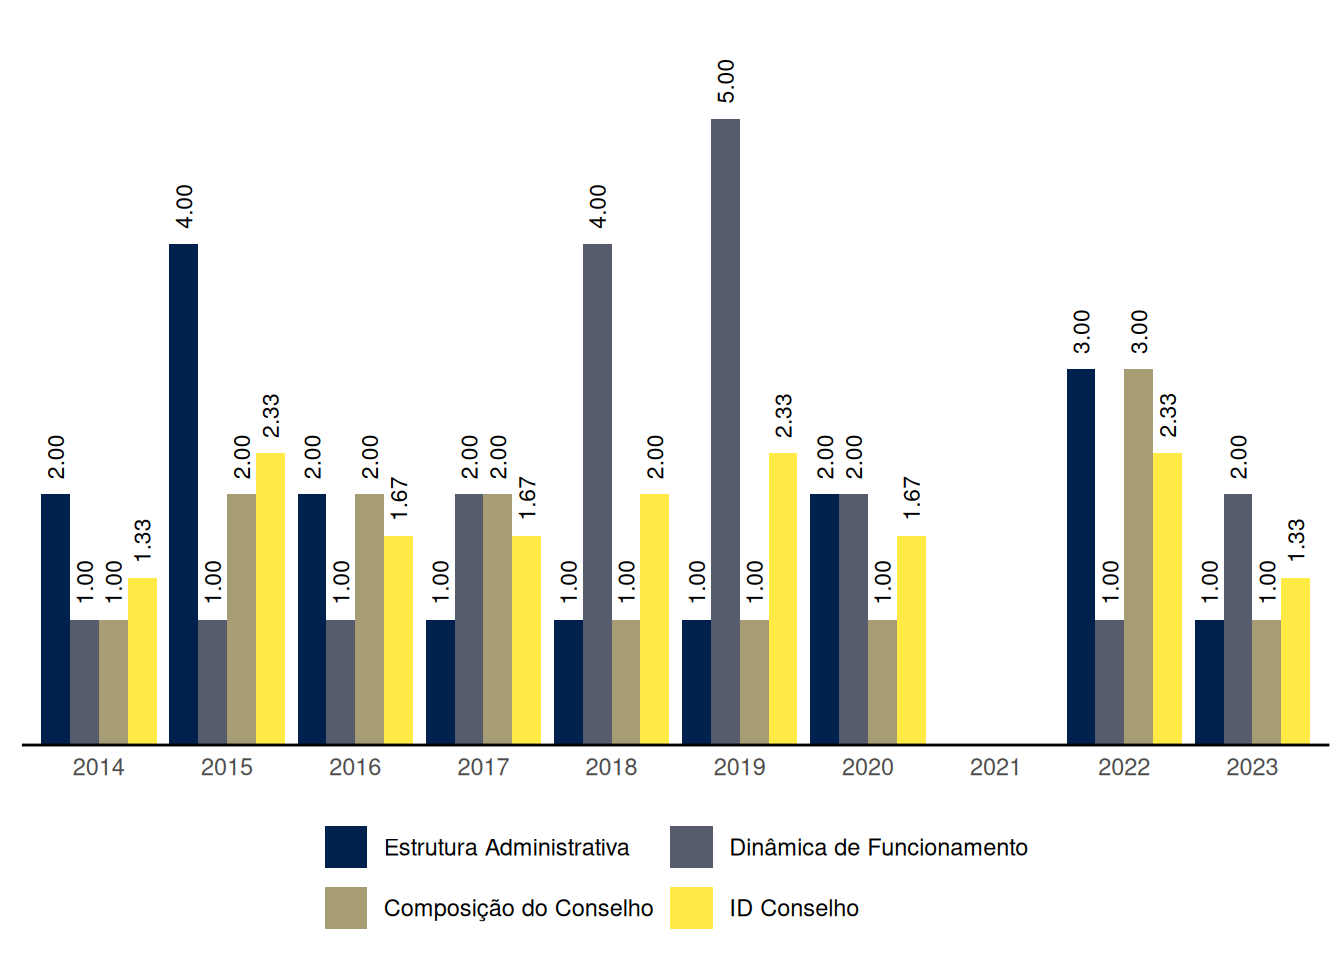 5.00
4.00 4.00
3.00 3.00
2.33 2.33 2.33
2.00 2.00 2.00 2.00 2.00 2.00 2.00 2.00 2.00 2.00
1.67 1.67 1.67
1.33 1.33
1.00 1.00 1.00 1.00 1.00 1.00 1.00 1.00 1.00 1.00 1.00 1.00 1.00
2014 2015 2016 2017 2018 2019 2020 2021 2022 2023
Estrutura Administrativa Dinâmica de Funcionamento
Composição do Conselho ID Conselho